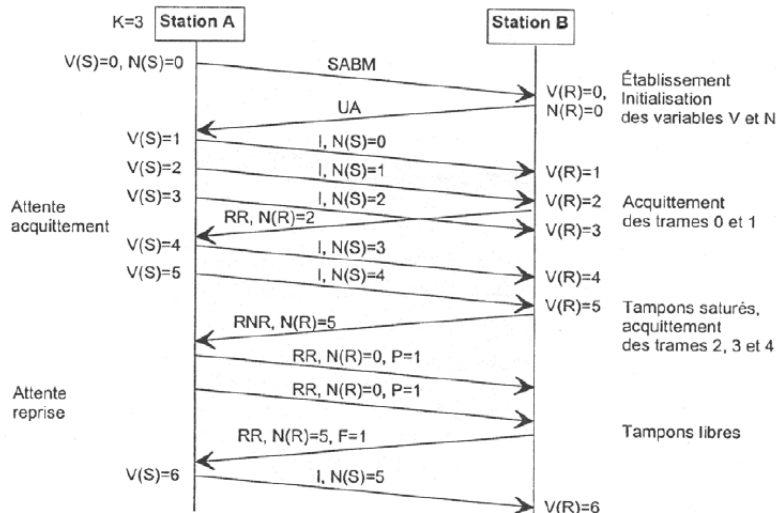 K=3
Station A
Station B
V(S)=0, N(S)=0
SABM
V(R)=0,
N(R)=0
Établissement
Initialisation
des variables V et N
UA
V(S)=1
I, N(S)=0
V(R)=1
V(S)=2
I, N(S)=1
V(R)=2
V(S)=3
I, N(S)=2
V(R)=3
Attente
acquittement
RR, N(R)=2
Acquittement
des trames 0 et 1
V(S)=4
I, N(S)=3
V(R)=4
V(S)=5
I, N(S)=4
V(R)=5
Tampons saturés,
acquittement
des trames 2, 3 et 4
RNR, N(R)=5
RR, N(R)=0, P=1
Attente
reprise
RR, N(R)=0, P=1
RR, N(R)=5, F=1
Tampons libres
V(S)=6
I, N(S)=5
V(R)=6